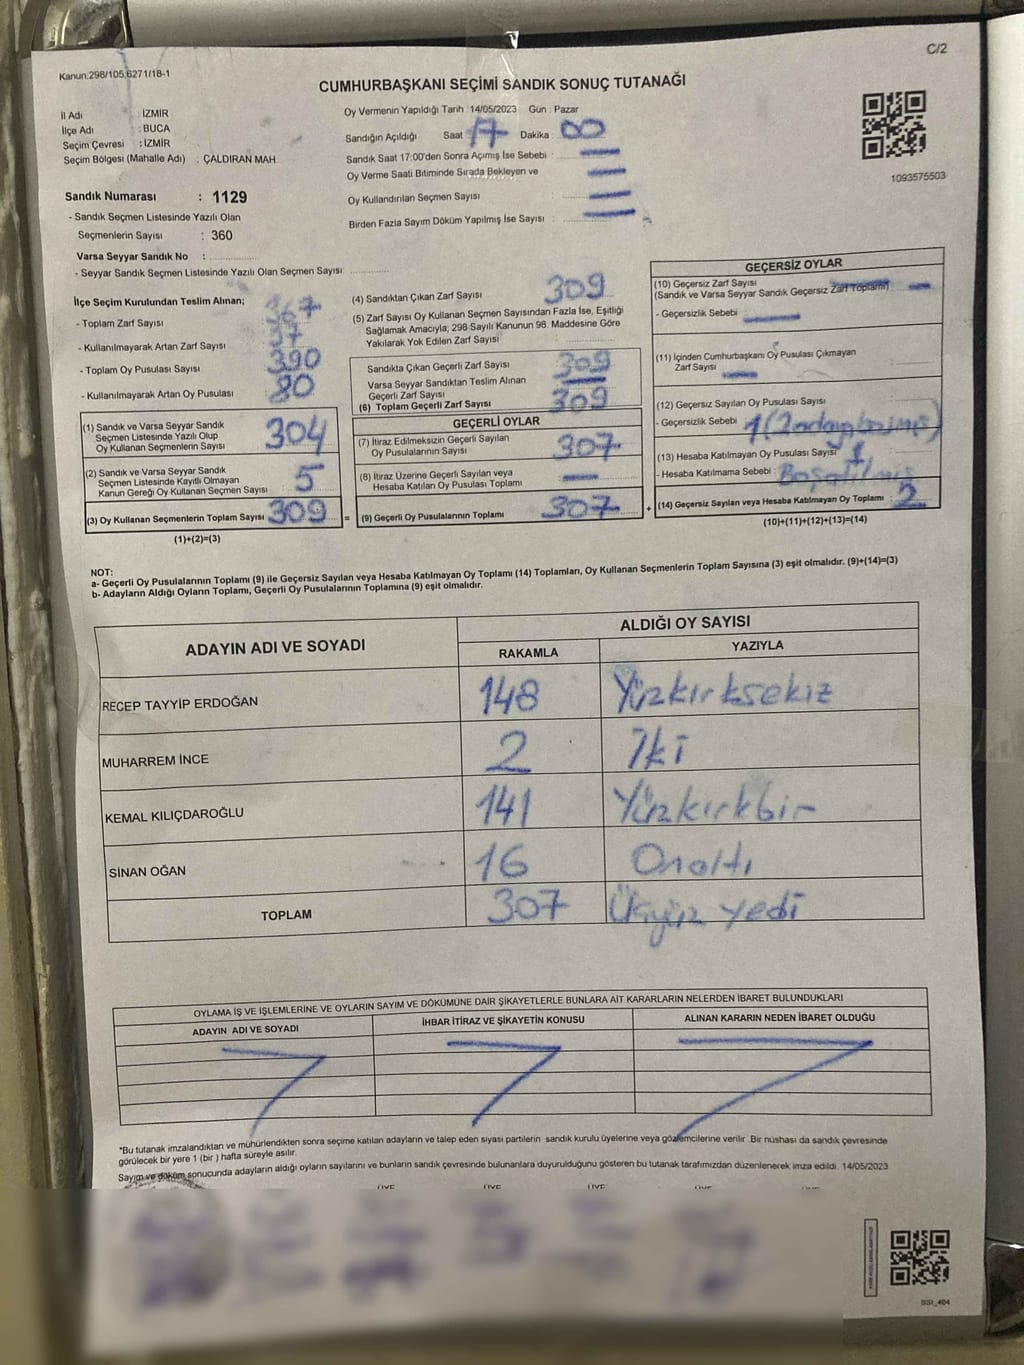 C/2
Kanun:298/105,6271/18-1
CUMHURBAŞKANI SEÇİMİ SANDIK SONUÇ TUTANAĞI
İl Adı : İZMİR
İlçe Adı : BUCA
Seçim Çevresi : İZMİR
Seçim Bölgesi (Mahalle Adı) : ÇALDIRAN MAH.
Oy Vermenin Yapıldığı Tarih :14/05/2023 Gün : Pazar
Sandığın Açıldığı Saat 17 Dakika 00
Sandık Saat 17:00'den Sonra Açımış İse Sebebi :
Oy Verme Saati Bitiminde Sırada Bekleyen ve
Oy Kullandırılan Seçmen Sayısı :
Birden Fazla Sayım Döküm Yapılmış İse Sayısı :
1093575503
Sandık Numarası : 1129
- Sandık Seçmen Listesinde Yazılı Olan
Seçmenlerin Sayısı : 360
Varsa Seyyar Sandık No :
- Seyyar Sandık Seçmen Listesinde Yazılı Olan Seçmen Sayısı:
İlçe Seçim Kurulundan Teslim Alınan;
- Toplam Zarf Sayısı 367
- Kullanılmayarak Artan Zarf Sayısı
- Toplam Oy Pusulası Sayısı 390
- Kullanılmayarak Artan Oy Pusulası 80
(1) Sandık ve Varsa Seyyar Sandık
Seçmen Listesinde Yazılı Olup
Oy Kullanan Seçmenlerin Sayısı 304
(2) Sandık ve Varsa Seyyar Sandık
Seçmen Listesinde Kayıtlı Olmayan
Kanun Gereği Oy Kullanan Seçmen Sayısı : 5
(3) Oy Kullanan Seçmenlerin Toplam Sayısı : 309 =
(1)+(2)=(3)
(4) Sandıktan Çıkan Zarf Sayısı 309
(5) Zarf Sayısı Oy Kullanan Seçmen Sayısından Fazla İse, Eşitliği
Sağlamak Amacıyla; 298 Sayılı Kanunun 98. Maddesine Göre
Yakılarak Yok Edilen Zarf Sayısı
Sandıkta Çıkan Geçerli Zarf Sayısı 309
Varsa Seyyar Sandıktan Teslim Alınan
Geçerli Zarf Sayısı
(6) Toplam Geçerli Zarf Sayısı 309
GEÇERLİ OYLAR
(7) İtiraz Edilmeksizin Geçerli Sayılan
Oy Pusulalarının Sayısı 307
(8) İtiraz Üzerine Geçerli Sayılan veya
Hesaba Katılan Oy Pusulası Toplamı
(9) Geçerli Oy Pusulalarının Toplamı 307 +
GEÇERSİZ OYLAR
(10) Geçersiz Zarf Sayısı
(Sandık ve Varsa Seyyar Sandık Geçersiz Zarf Toplamı)
- Geçersizlik Sebebi :
(11) İçinden Cumhurbaşkanı Oy Pusulası Çıkmayan
Zarf Sayısı
(12) Geçersiz Sayılan Oy Pusulası Sayısı :
- Geçersizlik Sebebi : 1
(13) Hesaba Katılmayan Oy Sayısı 1
- Hesaba Katılmama Sebebi : Boş atılmış
(14) Geçersiz Sayılan veya Hesaba Katılmayan Oy Toplamı : 2
(10)+(11)+(12)+(13)=(14)
NOT:
a- Geçerli Oy Pusulalarının Toplamı (9) ile Geçersiz Sayılan veya Hesaba Katılmayan Oy Toplamı (14) Toplamları, Oy Kullanan Seçmenlerin Toplam Sayısına (3) eşit olmalıdır. (9)+(14)=(3)
b- Adayların Aldığı Oyların Toplamı, Geçerli Oy Pusulalarının Toplamına (9) eşit olmalıdır.
ADAYIN ADI VE SOYADI ALDIĞI OY SAYISI
RAKAMLA YAZIYLA
RECEP TAYYİP ERDOĞAN 148 Yüzkırksekiz
MUHARREM İNCE 2 İki
KEMAL KILIÇDAROĞLU 141 Yüzkırkbir
SİNAN OĞAN 16 Onaltı
TOPLAM 307 Üçyüz yedi
OYLAMA İŞ VE İŞLEMLERİNE VE OYLARIN SAYIM VE DÖKÜMÜNE DAİR ŞİKAYETLERLE BUNLARA AİT KARARLARIN NELERDEN İBARET BULUNDUKLARI
ADAYIN ADI VE SOYADI İHBAR İTİRAZ VE ŞİKAYETİN KONUSU ALINAN KARARIN NEDEN İBARET OLDUĞU
*Bu tutanak imzalandıktan ve mühürlendikten sonra seçime katılan adayların ve talep eden siyasi partilerin sandık kurulu üyelerine veya gözlemcilerine verilir. Bir nüshası da sandık çevresinde
görülecek bir yere 1 (bir ) hafta süreyle asılır.
Sayım ve döküm sonucunda adayların aldığı oyların sayılarını ve bunların sandık çevresinde bulunanlara duyurulduğunu gösteren bu tutanak tarafımızdan düzenlenerek imza edildi. 14/05/2023
ÜYE ÜYE ÜYE ÜYE ÜYE
SSI_404